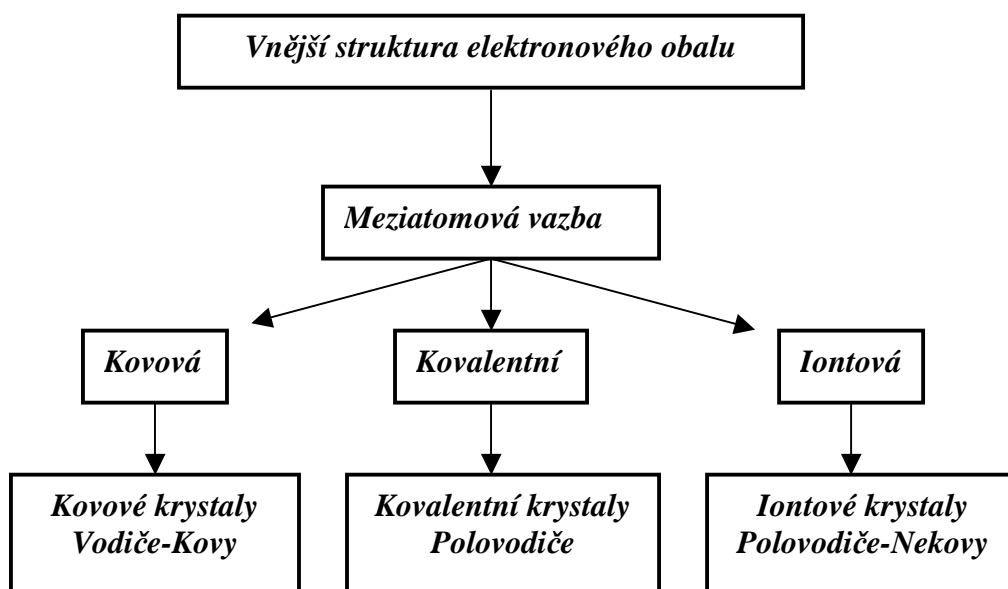 Vnější struktura elektronového obalu
Meziatomová vazba
Kovová
Kovalentní
Iontová
Kovové krystaly
Vodiče-Kovy
Kovalentní krystaly
Polovodiče
Iontové krystaly
Polovodiče-Nekovy